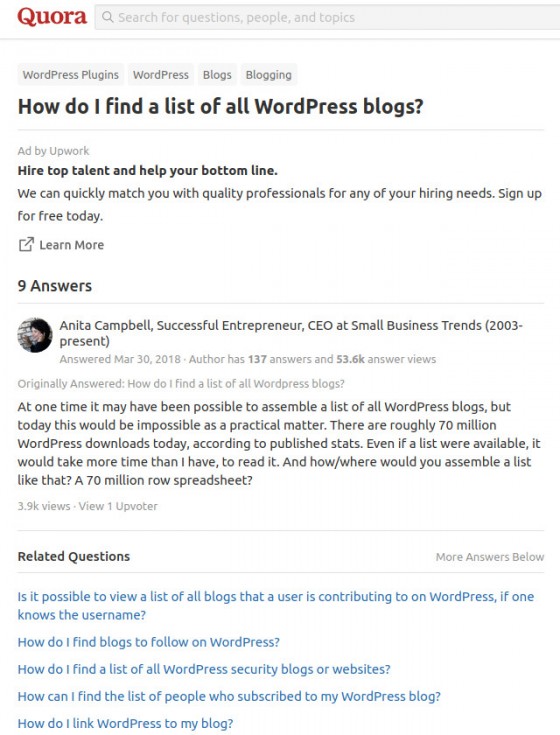 Quora
Search for questions, people, and topics
WordPress Plugins WordPress Blogs Blogging
How do I find a list of all WordPress blogs?
Ad by Upwork
Hire top talent and help your bottom line.
We can quickly match you with quality professionals for any of your hiring needs. Sign up
for free today.
Learn More
9 Answers
Anita Campbell, Successful Entrepreneur, CEO at Small Business Trends (2003-
present)
Answered Mar 30, 2018 · Author has 137 answers and 53.6k answer views
Originally Answered: How do I find a list of all Wordpress blogs?
At one time it may have been possible to assemble a list of all WordPress blogs, but
today this would be impossible as a practical matter. There are roughly 70 million
WordPress downloads today, according to published stats. Even if a list were available, it
would take more time than I have, to read it. And how/where would you assemble a list
like that? A 70 million row spreadsheet?
3.9k views · View 1 Upvoter
Related Questions More Answers Below
Is it possible to view a list of all blogs that a user is contributing to on WordPress, if one
knows the username?
How do I find blogs to follow on WordPress?
How do I find a list of all WordPress security blogs or websites?
How can I find the list of people who subscribed to my WordPress blog?
How do I link WordPress to my blog?